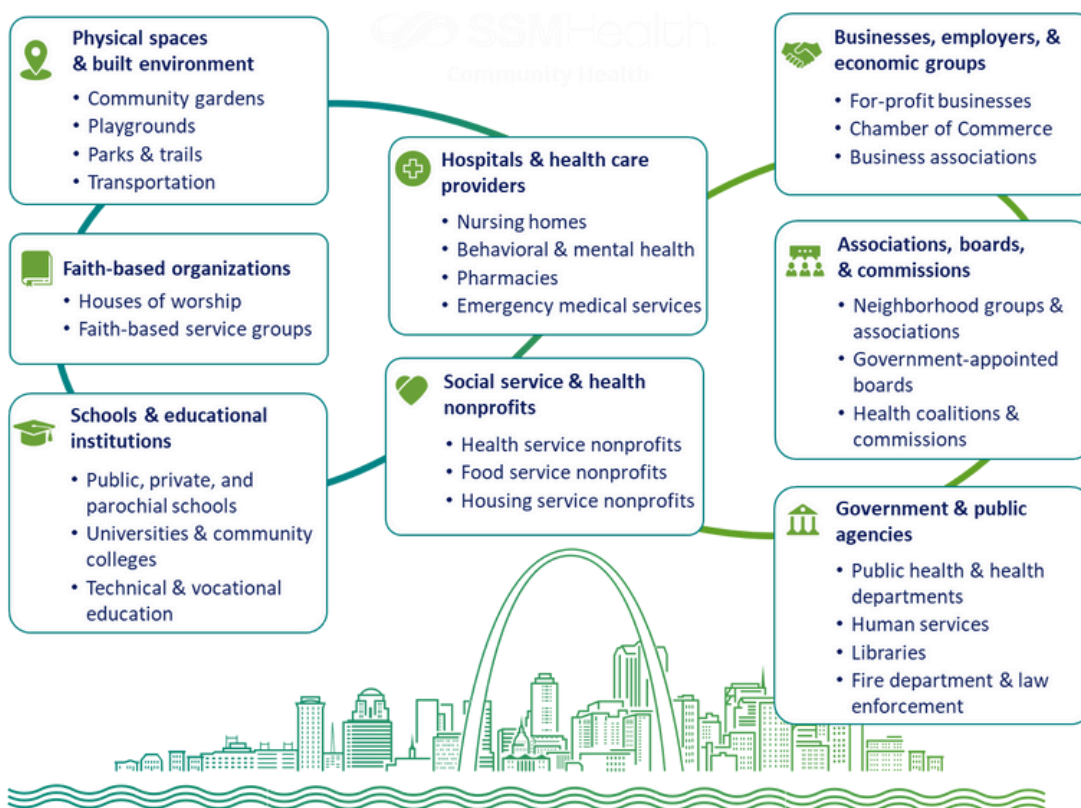 SSMHealth.
Community Health
Physical spaces
& built environment
• Community gardens
• Playgrounds
• Parks & trails
• Transportation
Faith-based organizations
• Houses of worship
• Faith-based service groups
Schools & educational
institutions
• Public, private, and
parochial schools
• Universities & community
colleges
• Technical & vocational
education
Hospitals & health care
providers
• Nursing homes
• Behavioral & mental health
• Pharmacies
• Emergency medical services
Social service & health
nonprofits
• Health service nonprofits
• Food service nonprofits
• Housing service nonprofits
Businesses, employers, &
economic groups
• For-profit businesses
• Chamber of Commerce
• Business associations
Associations, boards,
& commissions
• Neighborhood groups &
associations
• Government-appointed
boards
• Health coalitions &
commissions
Government & public
agencies
• Public health & health
departments
• Human services
• Libraries
• Fire department & law
enforcement